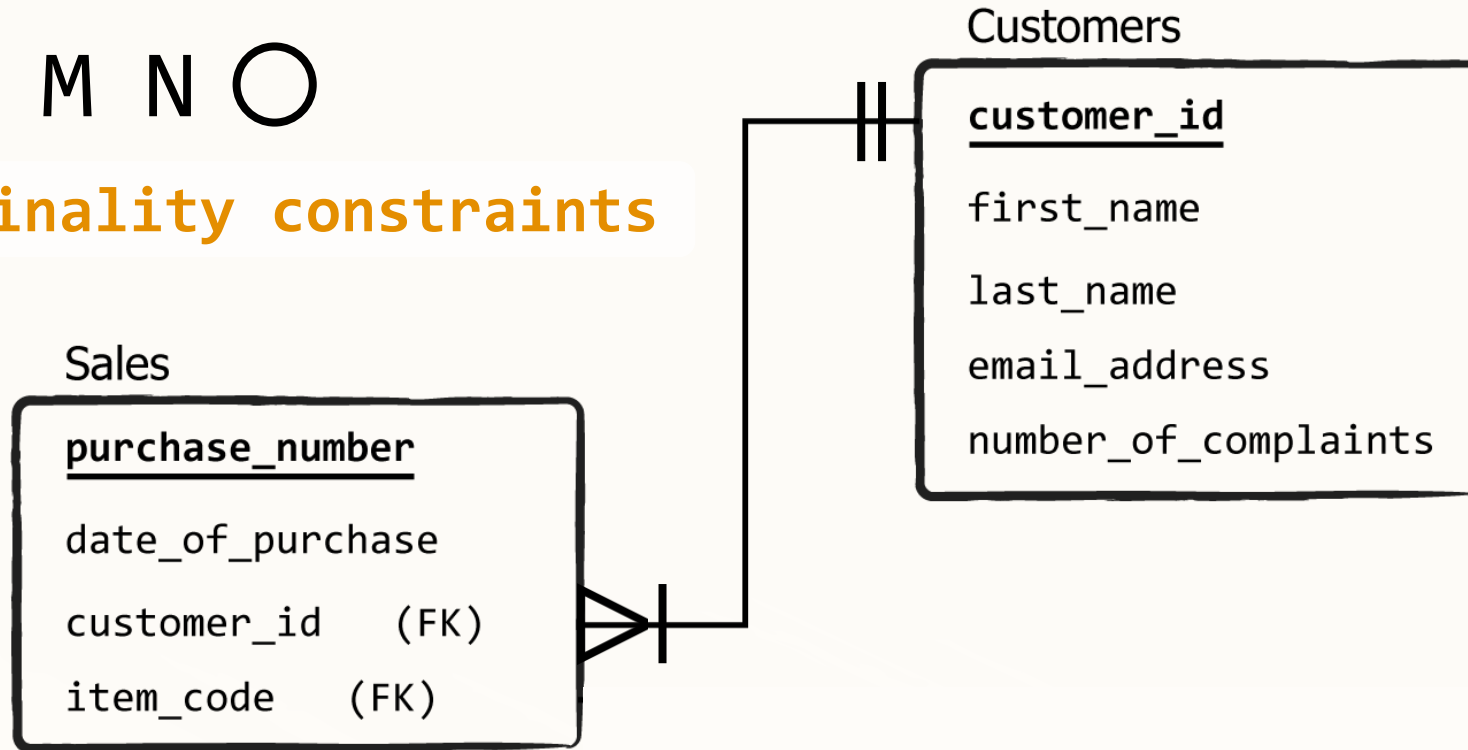 M N O
inality constraints
Sales
purchase_number
date_of_purchase
customer_id (FK)
item_code (FK)
Customers
customer_id
first_name
last_name
email_address
number_of_complaints